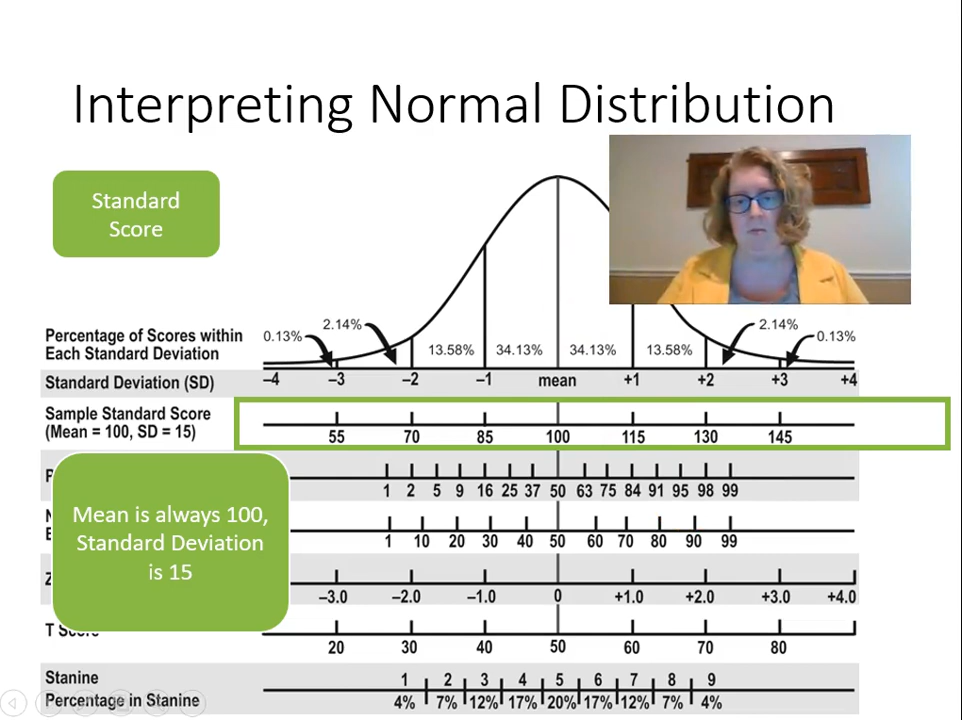 Interpreting Normal Distribution
Standard
Score
Percentage of Scores within
Each Standard Deviation
0.13% 2.14% 13.58% 34.13% 34.13% 13.58% 2.14% 0.13%
Standard Deviation (SD) –4 –3 –2 –1 mean +1 +2 +3 +4
Sample Standard Score
(Mean = 100, SD = 15)
55 70 85 100 115 130 145
1 2 5 9 16 25 37 50 63 75 84 91 95 98 99
Mean is always 100,
Standard Deviation
is 15
1 10 20 30 40 50 60 70 80 90 99
Z
–3.0 –2.0 –1.0 0 +1.0 +2.0 +3.0 +4.0
T Score
20 30 40 50 60 70 80
Stanine 1 2 3 4 5 6 7 8 9
Percentage in Stanine 4% 7% 12% 17% 20% 17% 12% 7% 4%